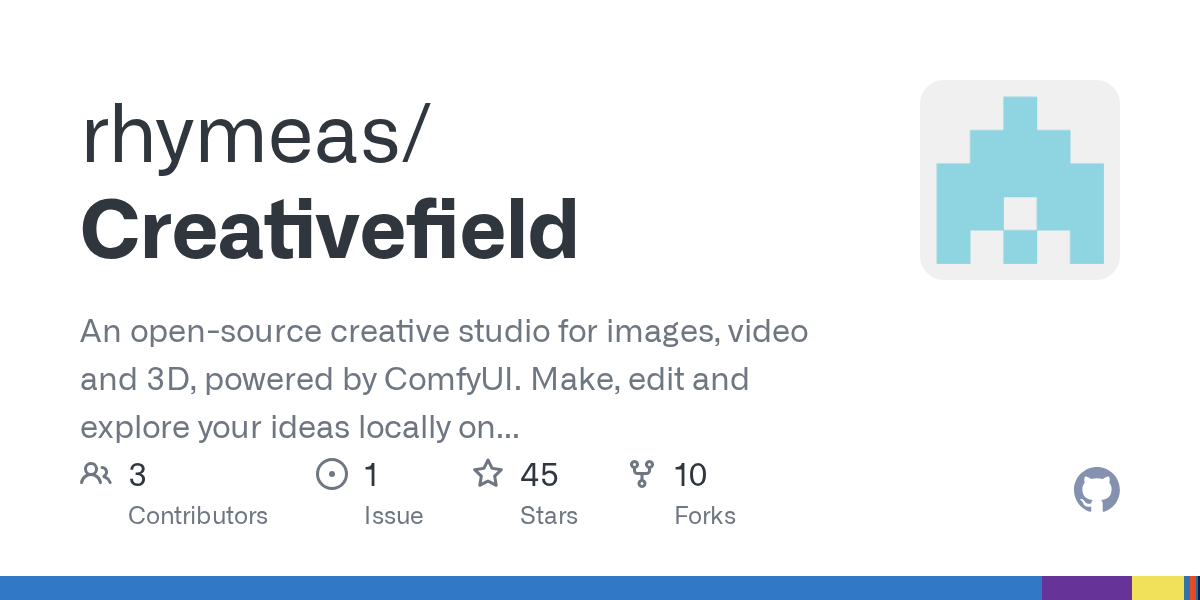 rhymeas/
Creativefield
An open-source creative studio for images, video
and 3D, powered by ComfyUI. Make, edit and
explore your ideas locally on...
3 1 45 10
Contributors Issue Stars Forks